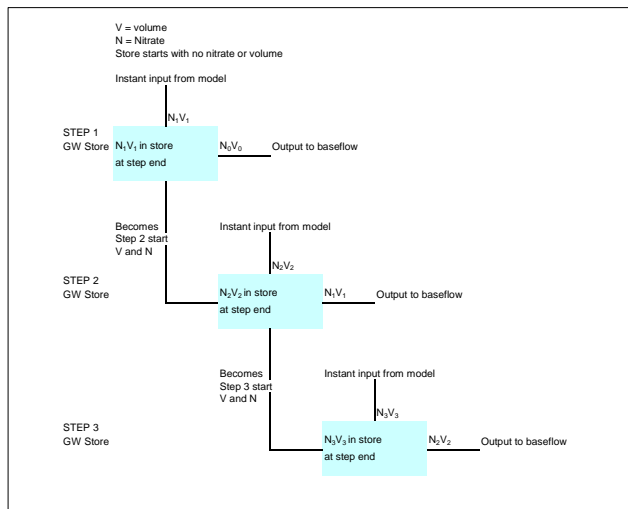 V = volume
N = Nitrate
Store starts with no nitrate or volume
Instant input from model
N₁V₁
STEP 1
GW Store
N₁V₁ in store
at step end
N₀V₀
Output to baseflow
Becomes
Step 2 start
V and N
Instant input from model
N₂V₂
STEP 2
GW Store
N₂V₂ in store
at step end
N₁V₁
Output to baseflow
Becomes
Step 3 start
V and N
Instant input from model
N₃V₃
STEP 3
GW Store
N₃V₃ in store
at step end
N₂V₂
Output to baseflow